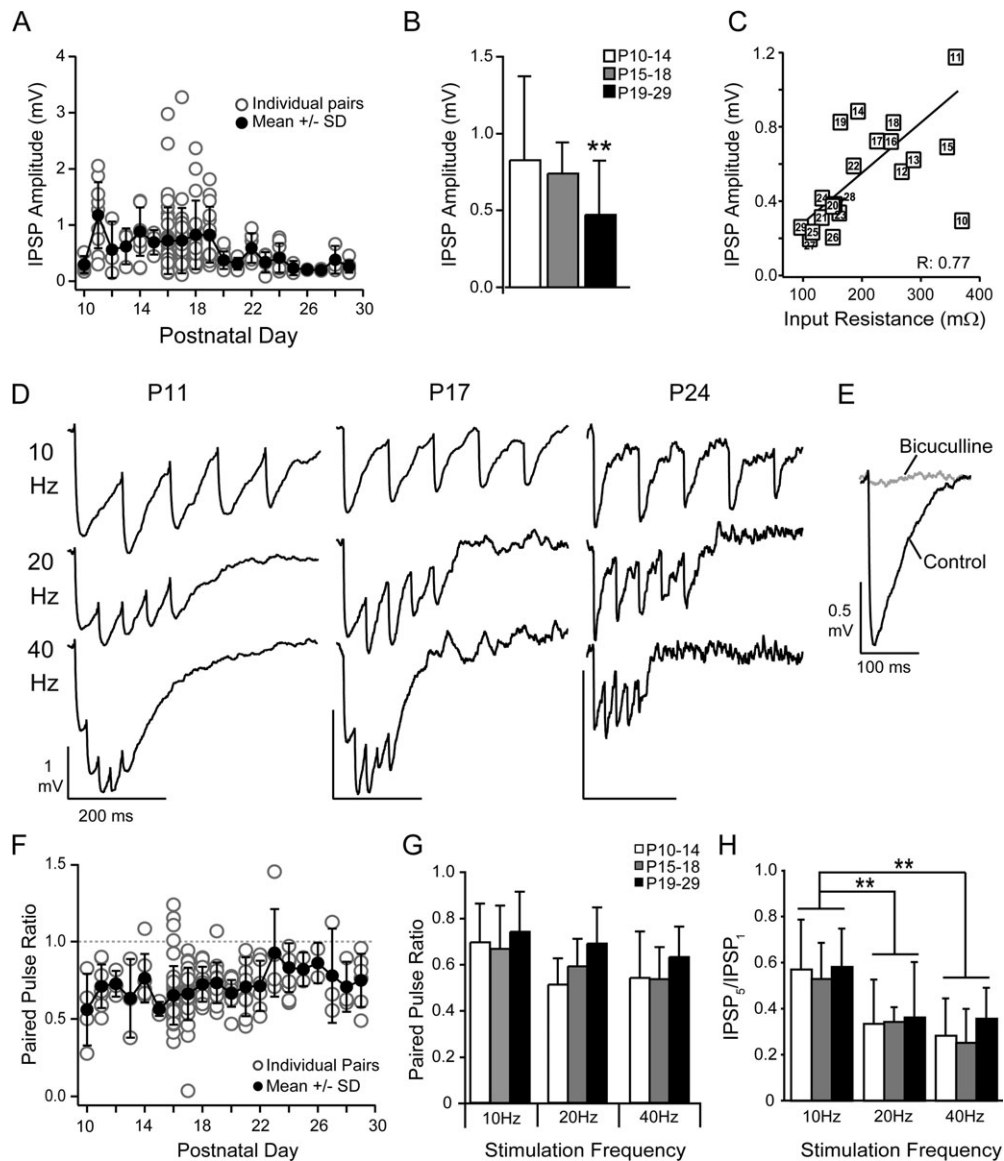 A
IPSP Amplitude (mV)
4
3
2
1
0
10
14
18
22
26
30
Postnatal Day
Individual pairs
Mean +/- SD
B
IPSP Amplitude (mV)
1.5
1.0
0.5
0.0
P10-14
P15-18
P19-29
**
C
IPSP Amplitude (mV)
1.2
0.8
0.4
0.0
100
200
300
400
Input Resistance (mΩ)
11
14
19
18
17
16
15
13
12
22
24
28
20
21
23
10
29
25
26
27
R: 0.77
D
P11
P17
P24
10
Hz
20
Hz
40
Hz
1
mV
200 ms
E
Bicuculline
Control
0.5
mV
100 ms
F
Paired Pulse Ratio
1.5
1.0
0.5
0.0
10
14
18
22
26
30
Postnatal Day
Individual Pairs
Mean +/- SD
G
Paired Pulse Ratio
1.0
0.8
0.6
0.4
0.2
0
P10-14
P15-18
P19-29
10Hz
20Hz
40Hz
Stimulation Frequency
H
IPSP5/IPSP1
1.0
0.8
0.6
0.4
0.2
0
**
**
10Hz
20Hz
40Hz
Stimulation Frequency